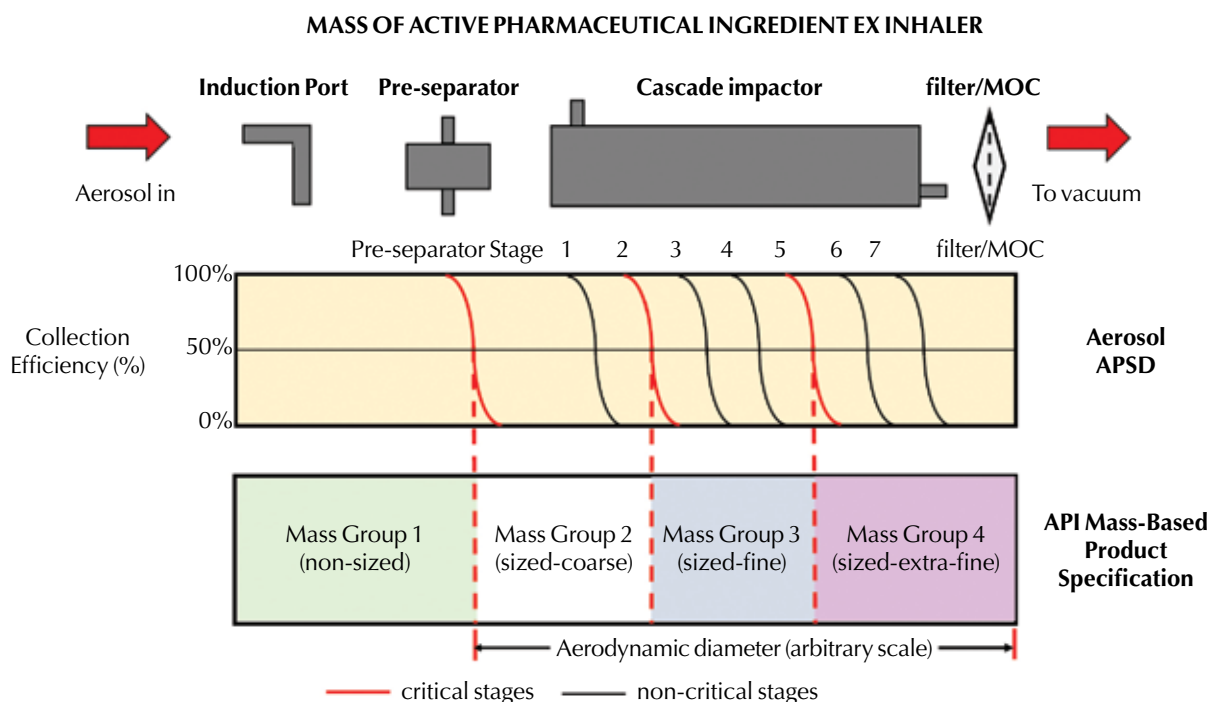 MASS OF ACTIVE PHARMACEUTICAL INGREDIENT EX INHALER
Induction Port
Pre-separator
Cascade impactor
filter/MOC
Aerosol in
To vacuum
Pre-separator Stage 1 2 3 4 5 6 7 filter/MOC
100%
50%
0%
Collection
Efficiency (%)
Aerosol
APSD
Mass Group 1
(non-sized)
Mass Group 2
(sized-coarse)
Mass Group 3
(sized-fine)
Mass Group 4
(sized-extra-fine)
API Mass-Based
Product
Specification
Aerodynamic diameter (arbitrary scale)
critical stages
non-critical stages